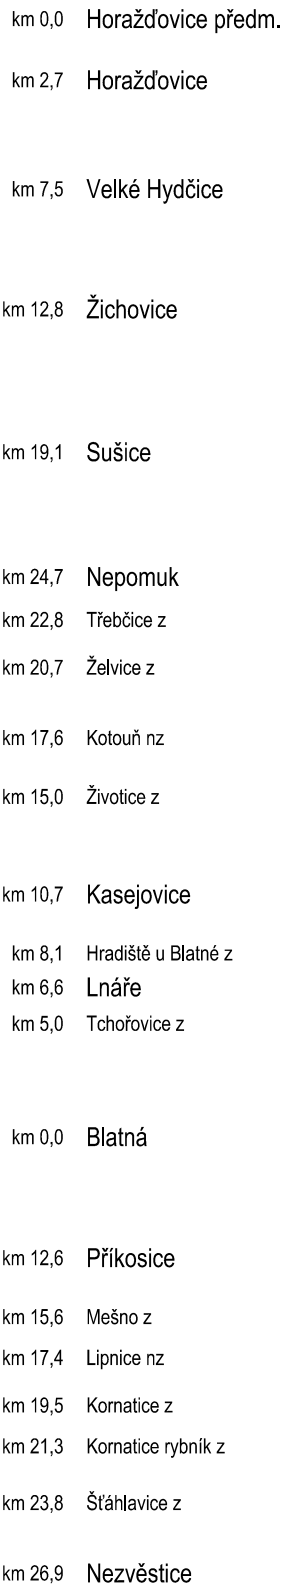 km 0,0 Horažďovice předm.
km 2,7 Horažďovice
km 7,5 Velké Hydčice
km 12,8 Žichovice
km 19,1 Sušice
km 24,7 Nepomuk
km 22,8 Třebčice z
km 20,7 Želvice z
km 17,6 Kotouň nz
km 15,0 Životice z
km 10,7 Kasejovice
km 8,1 Hradiště u Blatné z
km 6,6 Lnáře
km 5,0 Tchořovice z
km 0,0 Blatná
km 12,6 Příkosice
km 15,6 Mešno z
km 17,4 Lipnice nz
km 19,5 Kornatice z
km 21,3 Kornatice rybník z
km 23,8 Šťáhlavice z
km 26,9 Nezvěstice